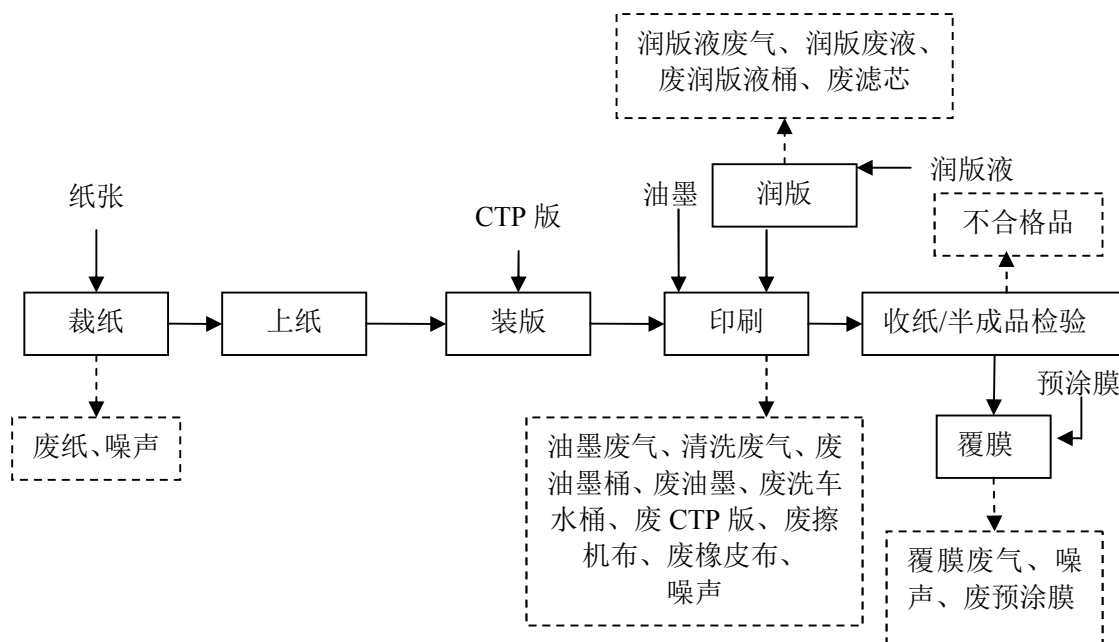 润版液废气、润版废液、
废润版液桶、废滤芯
纸张
CTP 版
油墨
润版
润版液
不合格品
裁纸
上纸
装版
印刷
收纸/半成品检验
预涂膜
废纸、噪声
油墨废气、清洗废气、废
油墨桶、废油墨、废洗车
水桶、废 CTP 版、废擦
机布、废橡皮布、
噪声
覆膜
覆膜废气、噪
声、废预涂膜